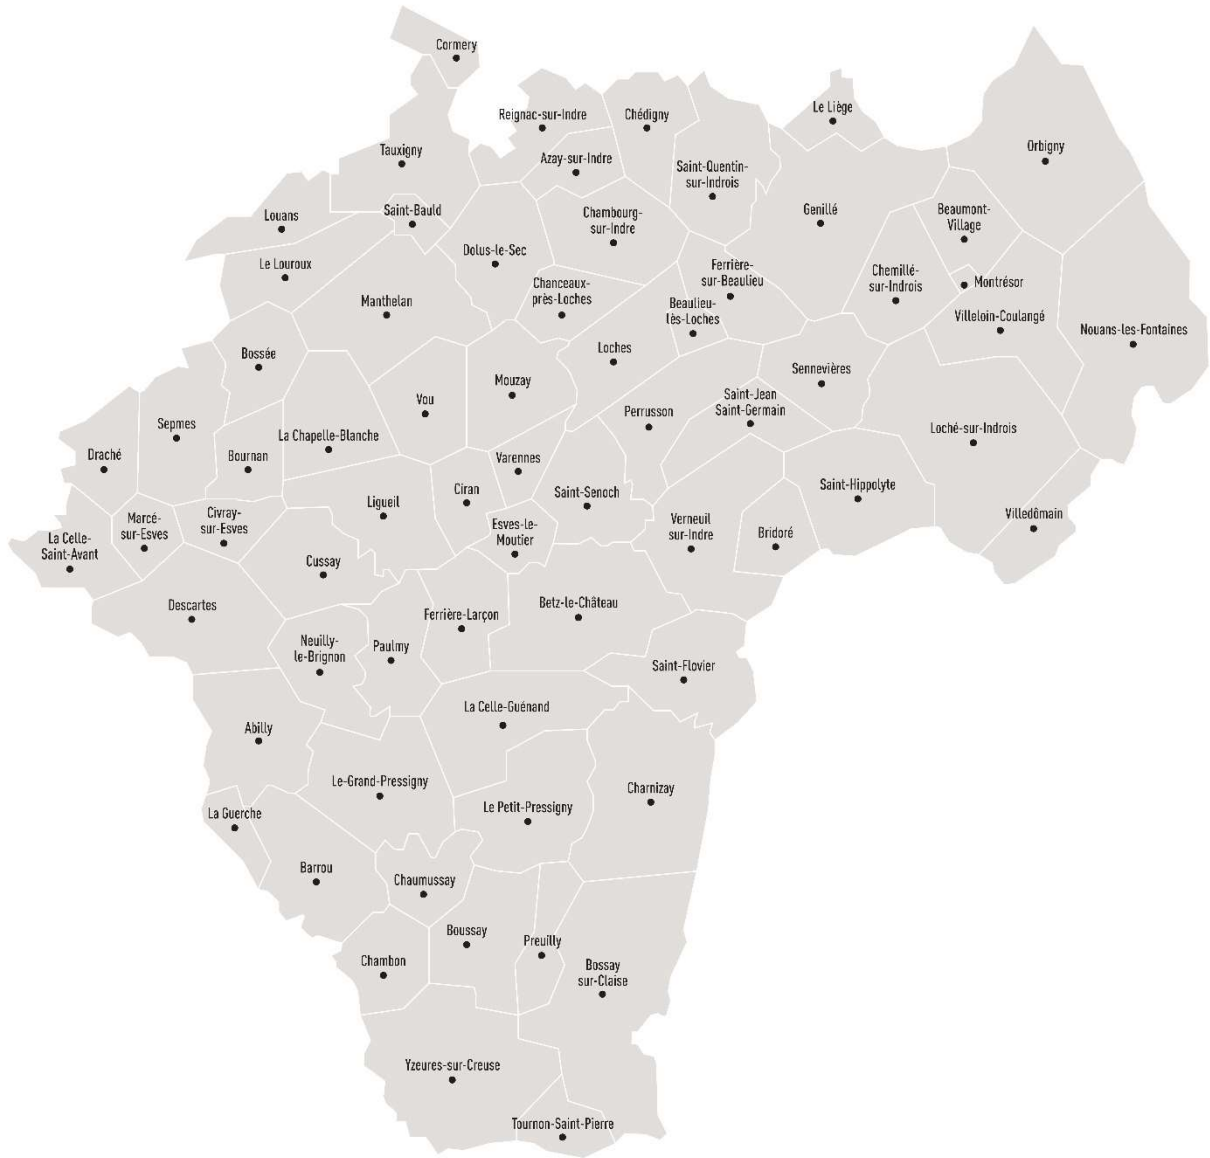 Cormery
Le Liège
Reignac-sur-Indre
Chédigny
Orbigny
Tauxigny
Azay-sur-Indre
Saint-Quentin-
sur-Indrois
Saint-Bauld
Louans
Chambourg-
sur-Indre
Genillé
Beaumont-
Village
Dolus-le-Sec
Le Louroux
Ferrière-
sur-Beaulieu
Chemillé-
sur-Indrois
Montrésor
Chanceaux-
près-Loches
Manthelan
Beaulieu-
lès-Loches
Villeloin-Coulangé
Nouans-les-Fontaines
Bossée
Loches
Sennevières
Mouzay
Vou
Saint-Jean
Saint-Germain
Perrusson
Sepmes
La Chapelle-Blanche
Loché-sur-Indrois
Draché
Bournan
Varennes
Ciran
Saint-Senoch
Saint-Hippolyte
Ligueil
Marcé-
sur-Esves
Civray-
sur-Esves
Verneuil
sur-Indre
Villedômain
La Celle-
Saint-Avant
Esves-le-
Moutier
Bridoré
Cussay
Descartes
Betz-le-Château
Ferrière-Larçon
Neuilly-
le-Brignon
Paulmy
Saint-Flovier
La Celle-Guénand
Abilly
Le-Grand-Pressigny
Charnizay
Le Petit-Pressigny
La Guerche
Barrou
Chaumussay
Boussay
Preuilly
Chambon
Bossay
sur-Claise
Yzeures-sur-Creuse
Tournon-Saint-Pierre